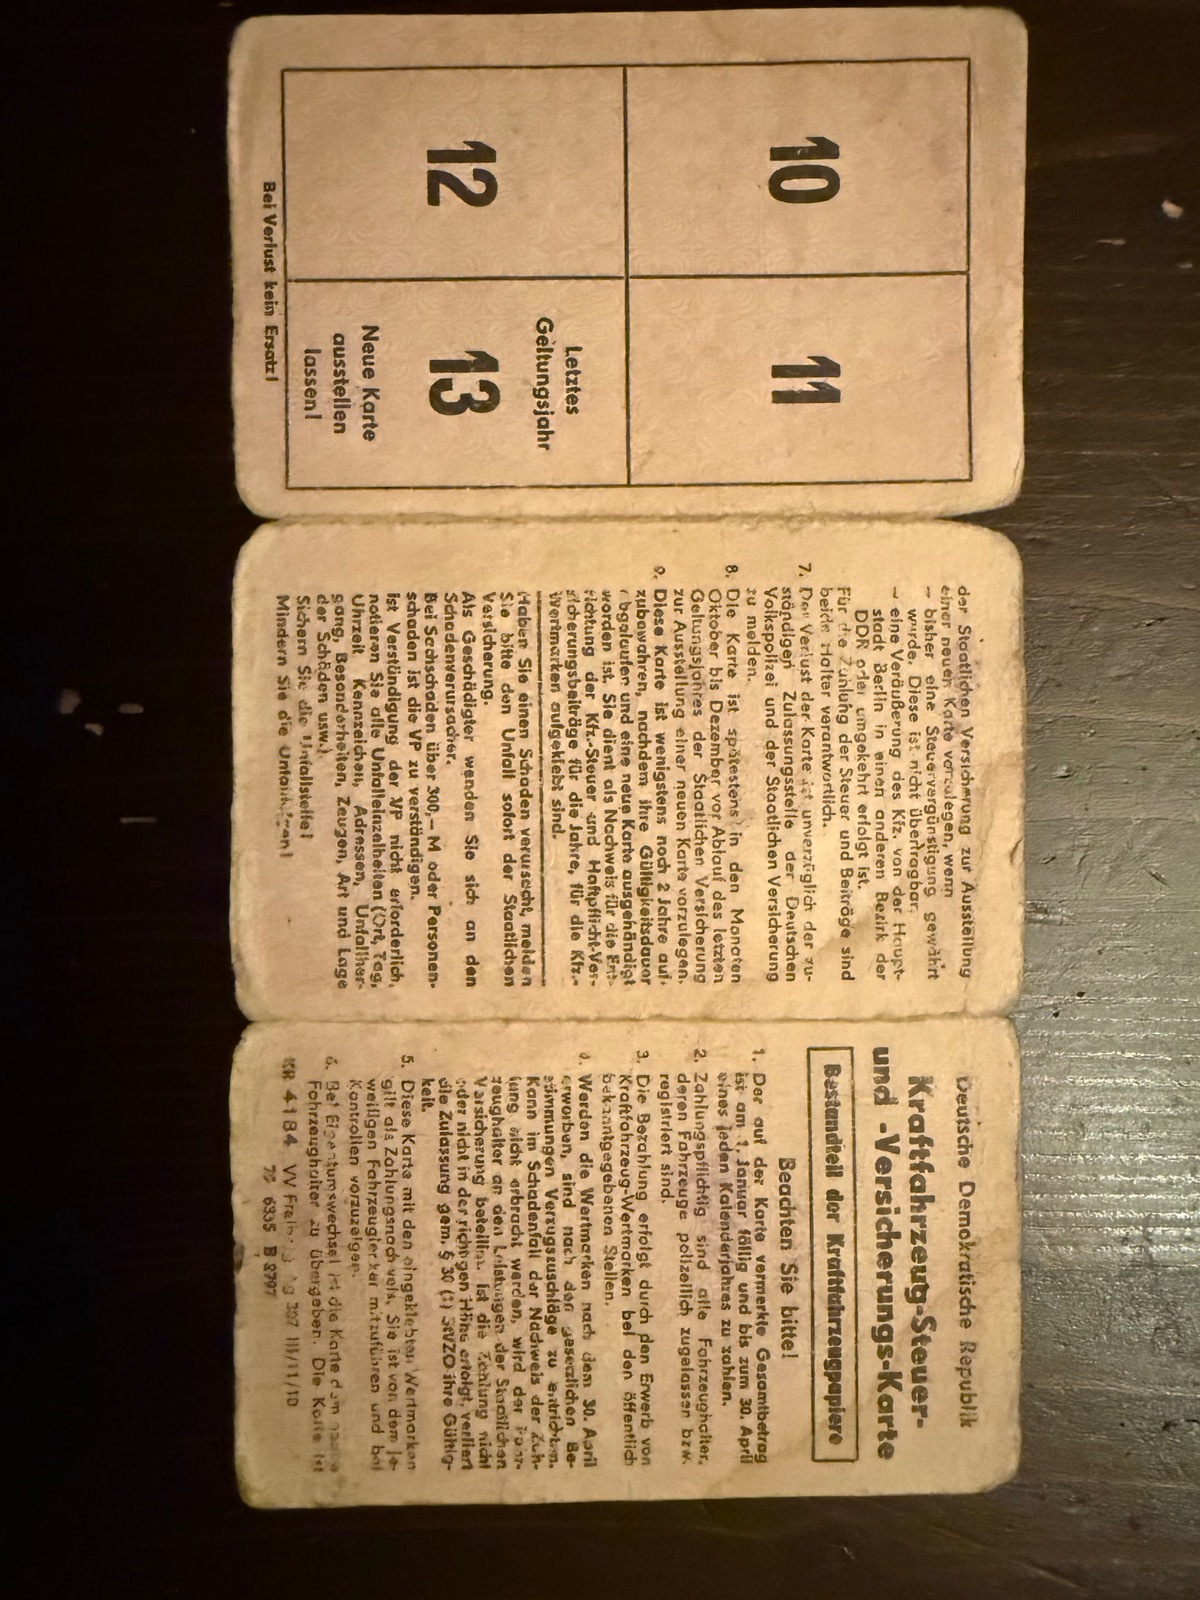 Deutsche Demokratische Republik
Kraftfahrzeug-Steuer-
und -Versicherungs-Karte
Bestandteil der Kraftfahrzeugpapiere
Beachten Sie bitte!
1. Der auf der Karte vermerkte Gesamtbetrag
ist am 1. Januar fällig und bis zum 30. April
eines jeden Kalenderjahres zu zahlen.
2. Zahlungspflichtig sind alle Fahrzeughalter,
deren Fahrzeuge polizeilich zugelassen bzw.
registriert sind.
3. Die Bezahlung erfolgt durch den Erwerb von
Kraftfahrzeug-Wertmarken bei den öffentlich
bekanntgegebenen Stellen.
4. Werden die Wertmarken nach dem 30. April
erworben, sind nach den gesetzlichen Be-
stimmungen Verzugszuschläge zu entrichten.
Kann im Schadenfall der Nachweis der Zah-
lung nicht erbracht werden, wird der Fahr-
zeughalter an den Leistungen der Staatlichen
Versicherung beteiligt. Ist die Zahlung nicht
oder nicht in der richtigen Höhe erfolgt, verliert
die Zulassung gem. § 30 StVZO ihre Gültig-
keit.
5. Diese Karte mit den eingeklebten Wertmarken
gilt als Zahlungsnachweis. Sie ist von dem je-
weiligen Fahrzeuglenker mitzuführen und bei
Kontrollen vorzuzeigen.
6. Bei Eigentumswechsel ist die Karte dem
Fahrzeughalter zu übergeben. Die Karte ist
KR 4184 VV 307 III/11/10
72 6335 B 8797
der Staatlichen Versicherung zur Ausstellung
einer neuen Karte vorzulegen, wenn
– bisher eine Steuervergünstigung gewährt
wurde. Diese ist nicht übertragbar.
– eine Veräußerung des Kfz. von der Haupt-
stadt Berlin in einen anderen Bezirk der
DDR oder umgekehrt erfolgt ist.
Für die Zahlung der Steuer und Beiträge sind
beide Halter verantwortlich.
7. Der Verlust der Karte ist unverzüglich der zu-
ständigen Zulassungsstelle der Deutschen
Volkspolizei und der Staatlichen Versicherung
zu melden.
8. Die Karte ist spätestens in den Monaten
Oktober bis Dezember vor Ablauf des letzten
Geltungsjahres der Staatlichen Versicherung
zur Ausstellung einer neuen Karte vorzulegen.
9. Diese Karte ist wenigstens noch 2 Jahre auf-
zubewahren, nachdem ihre Gültigkeitsdauer
abgelaufen und eine neue Karte ausgehändigt
worden ist. Sie dient als Nachweis für die Ent-
richtung der Kfz.-Steuer und Haftpflicht-Ver-
sicherungsbeiträge für die Jahre, für die Kfz.-
Wertmarken aufgeklebt sind.
Haben Sie einen Schaden verursacht, melden
Sie bitte den Unfall sofort der Staatlichen
Versicherung.
Als Geschädigter wenden Sie sich an den
Schadenverursacher.
Bei Sachschäden über 300,– M oder Personen-
schaden ist die VP zu verständigen.
Ist Verständigung der VP nicht erforderlich,
notieren Sie alle Unfalleinzelheiten (Ort, Tag,
Uhrzeit, Kennzeichen, Adressen, Unfallher-
gang, Besonderheiten, Zeugen, Art und Lage
der Schäden usw.).
Sichern Sie die Unfallstelle!
Mindern Sie die Unfallfolgen!
10
11
12
Letztes
Geltungsjahr
13
Neue Karte
ausstellen
lassen!
Bei Verlust kein Ersatz!